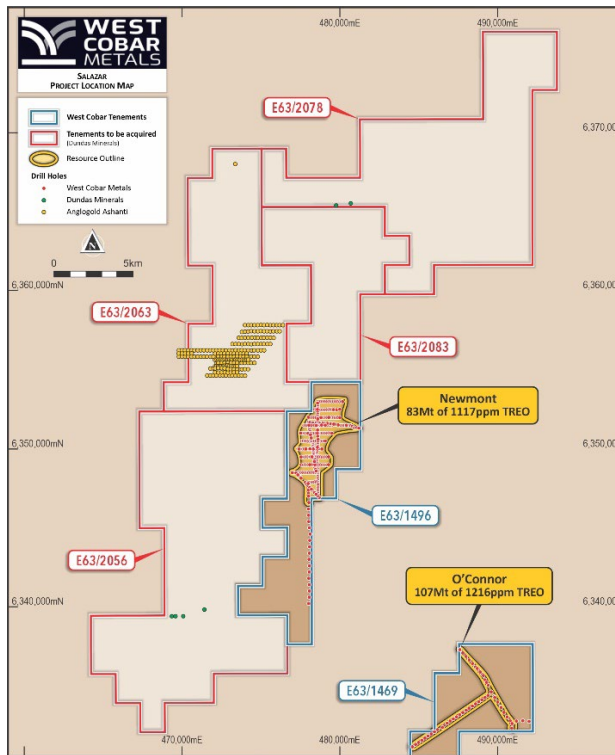 WEST
COBAR
METALS
SALAZAR
PROJECT LOCATION MAP
West Cobar Tenements
Tenements to be acquired
(Dundas Minerals)
Resource Outline
Drill Holes
West Cobar Metals
Dundas Minerals
Anglogold Ashanti
0 5km
480,000mE
490,000mE
E63/2078
6,370,000mN
6,360,000mN
6,360,000mN
E63/2063
E63/2083
Newmont
83Mt of 1117ppm TREO
6,350,000mN
6,350,000mN
E63/1496
E63/2056
O'Connor
107Mt of 1216ppm TREO
6,340,000mN
6,340,000mN
E63/1469
470,000mE
480,000mE
490,000mE